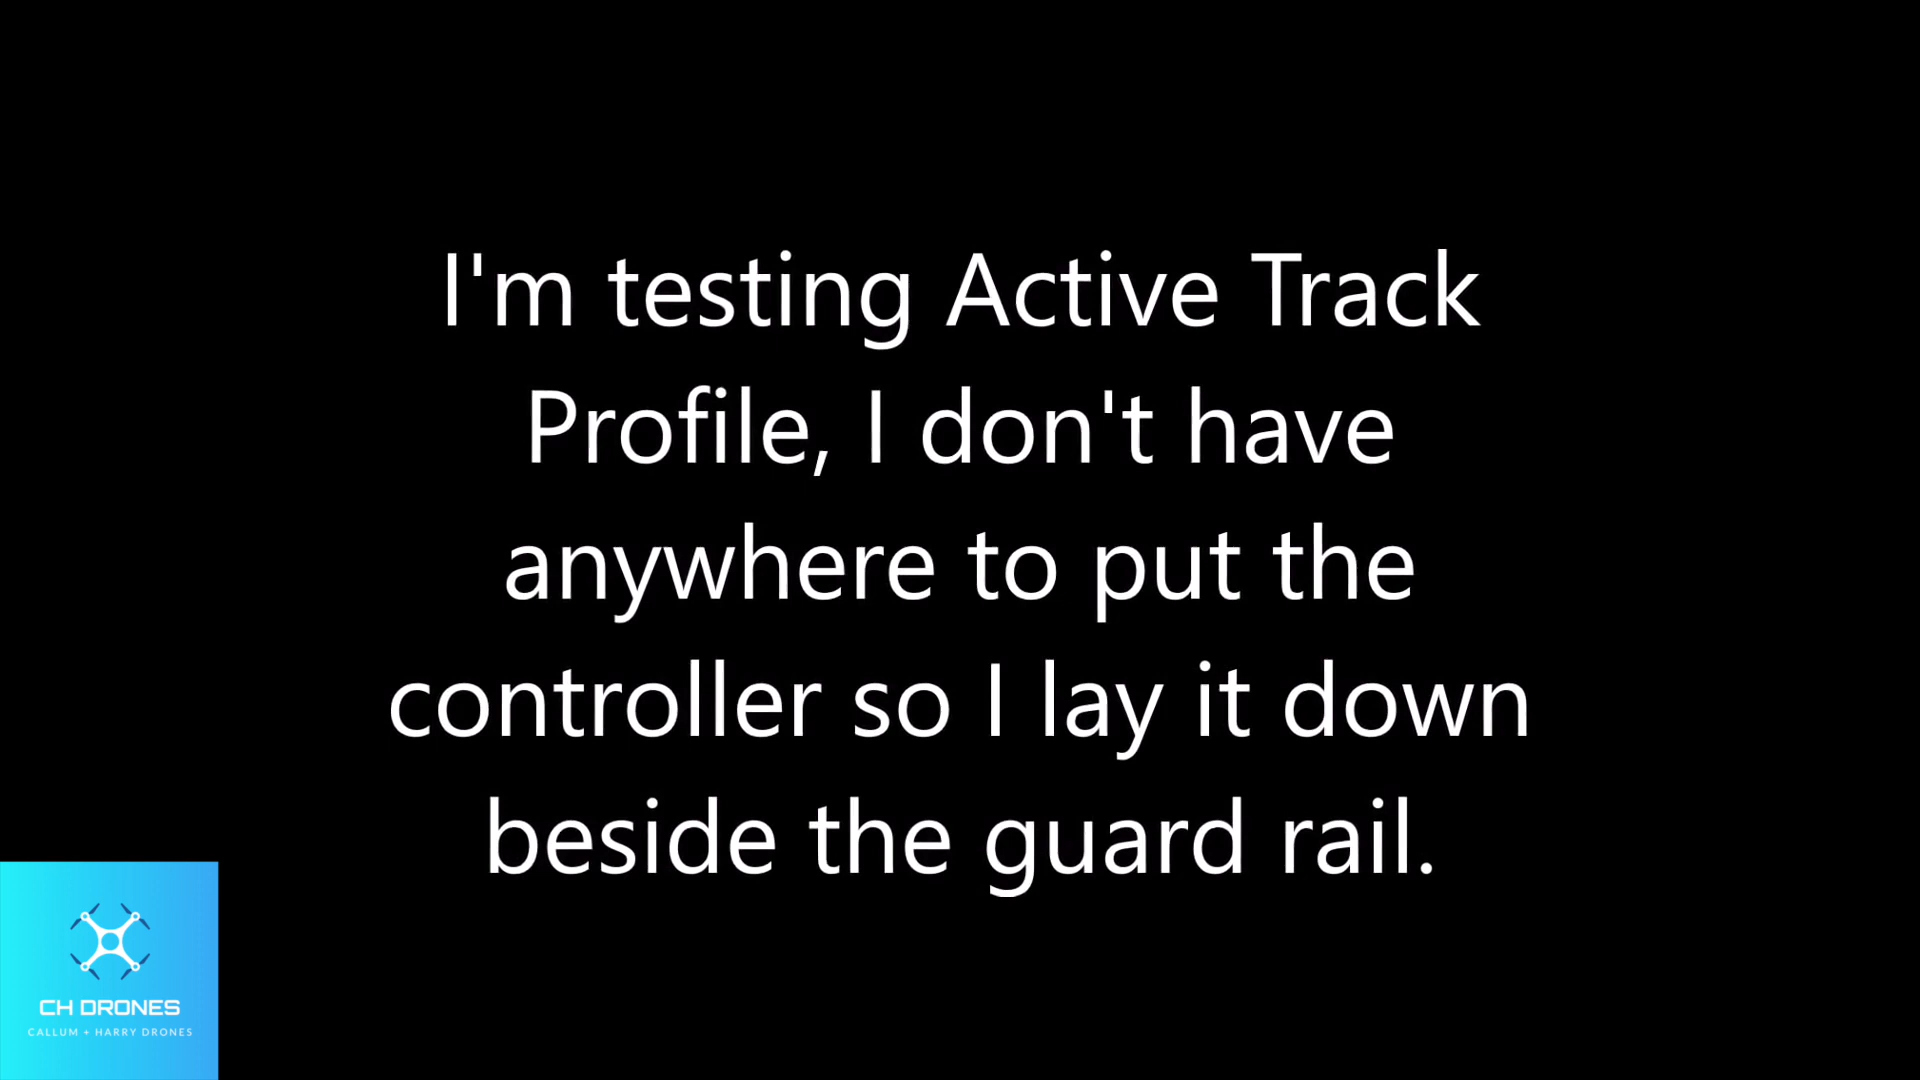 I'm testing Active Track
Profile, I don't have
anywhere to put the
controller so I lay it down
beside the guard rail.
CH DRONES
CALLUM + HARRY DRONES